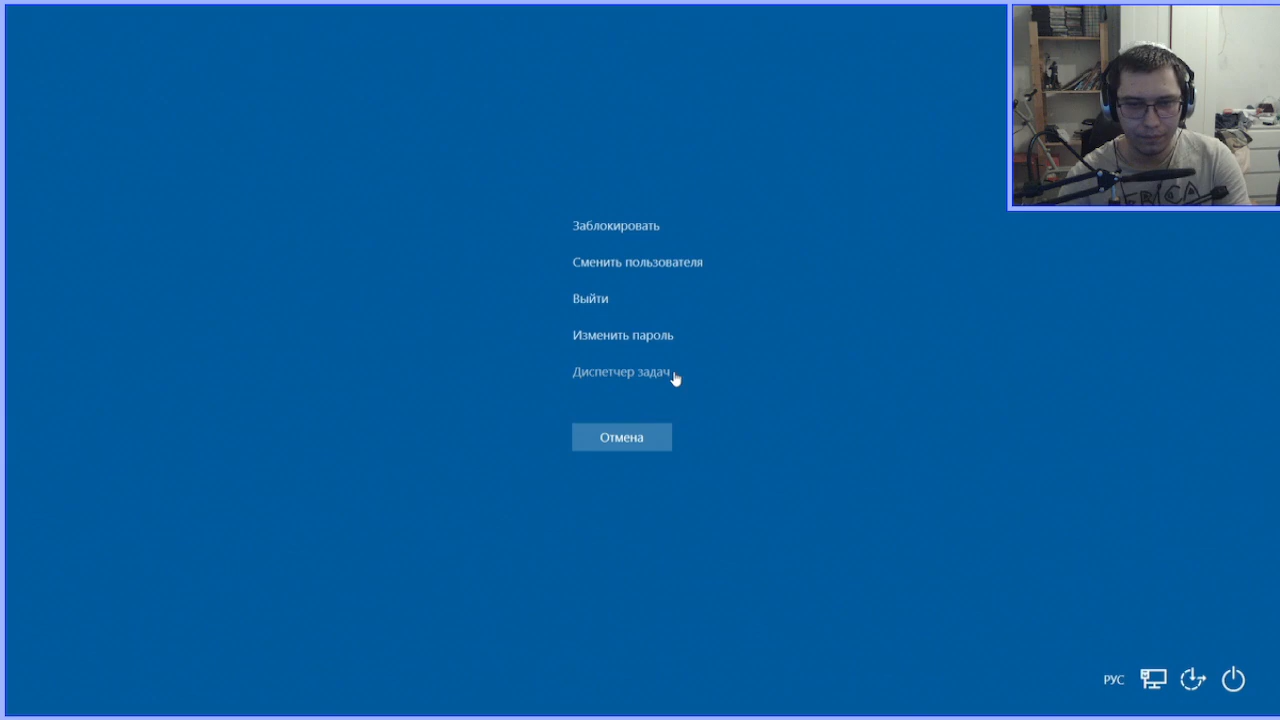 Заблокировать
Сменить пользователя
Выйти
Изменить пароль
Диспетчер задач
Отмена
РУС